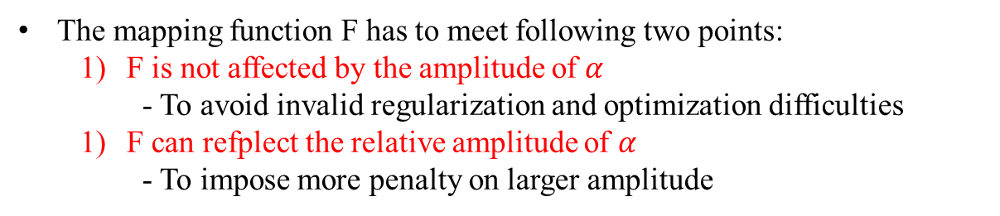 • The mapping function F has to meet following two points:
1) F is not affected by the amplitude of α
- To avoid invalid regularization and optimization difficulties
1) F can refplect the relative amplitude of α
- To impose more penalty on larger amplitude